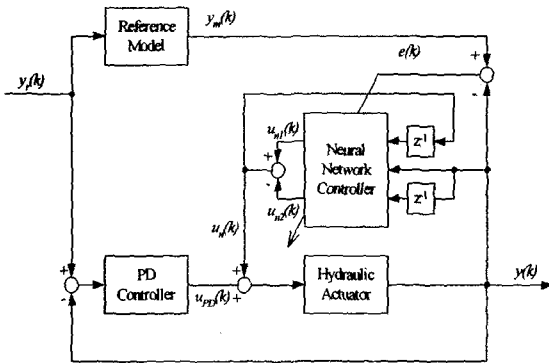 Reference
Model
y_m(k)
e(k)
+
-
y_r(k)
u_n1(k)
+
-
u_n2(k)
Neural
Network
Controller
Z^-1
Z^-1
u_n(k)
+
-
PD
Controller
u_PD(k)
+
+
Hydraulic
Actuator
y(k)